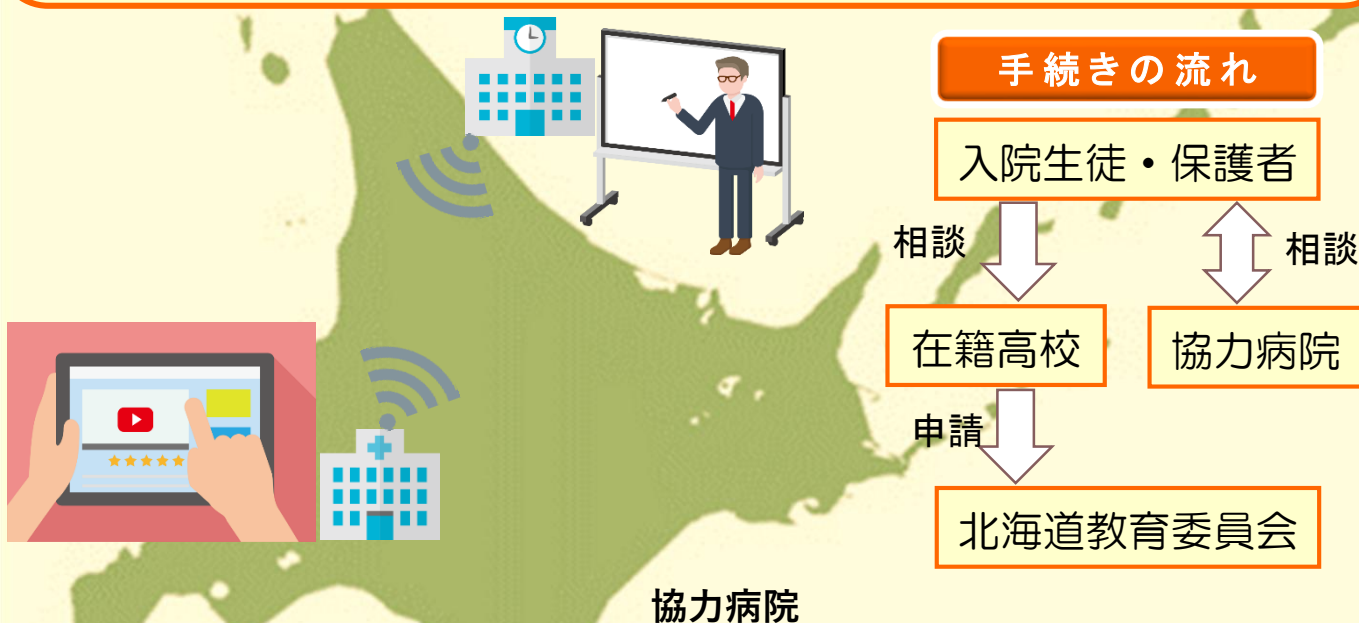 手続きの流れ
入院生徒・保護者
相談
相談
在籍高校
協力病院
申請
北海道教育委員会
協力病院